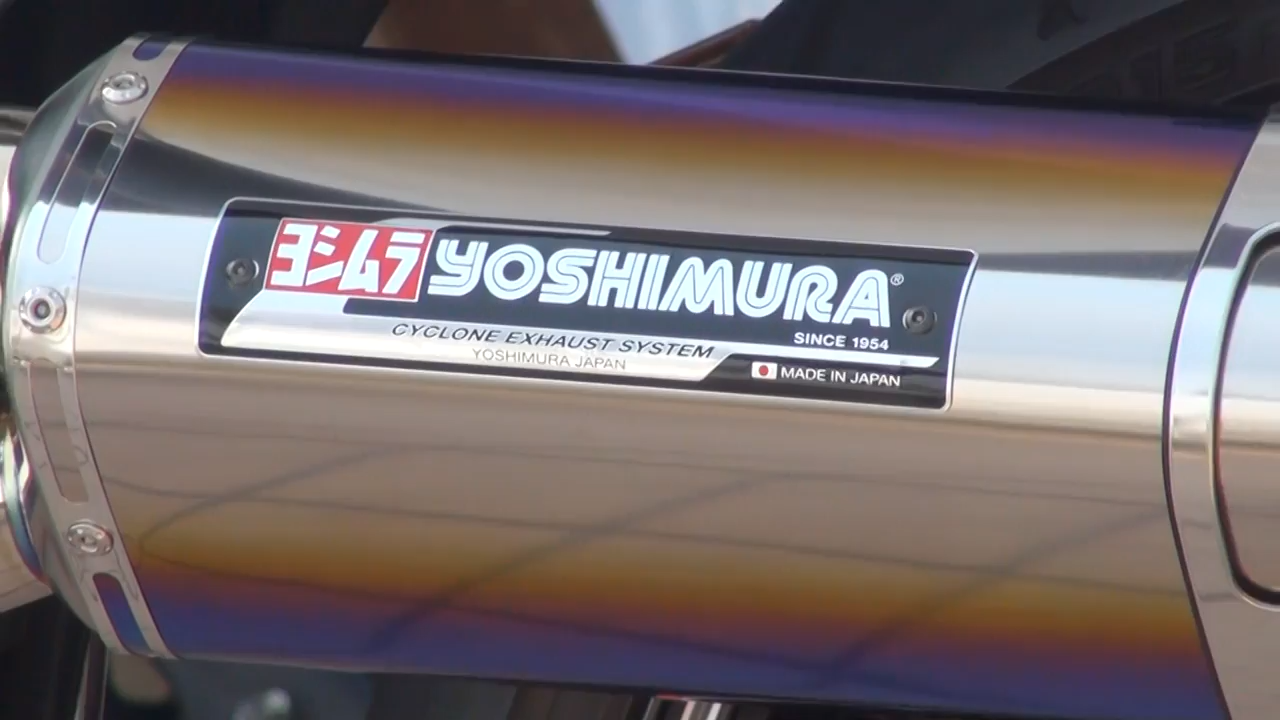 ヨシムラ YOSHIMURA®
SINCE 1954
CYCLONE EXHAUST SYSTEM
YOSHIMURA JAPAN
MADE IN JAPAN